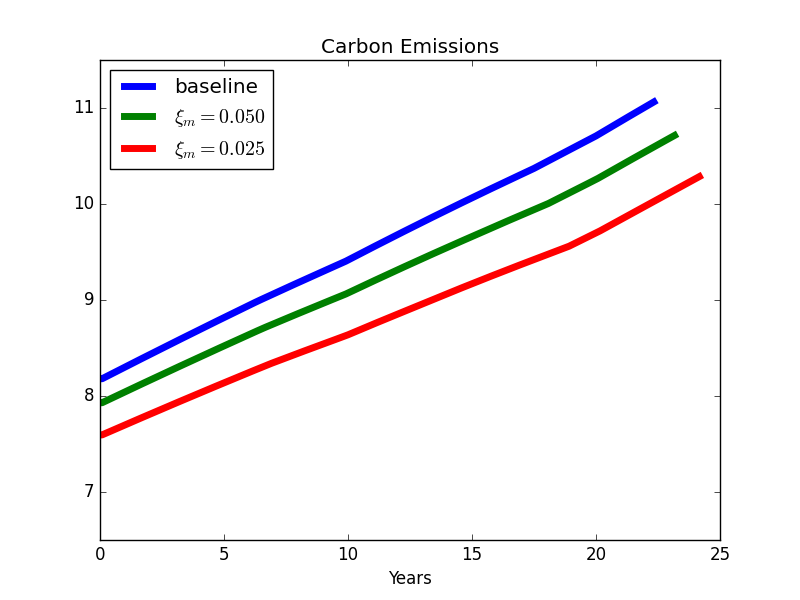 Carbon Emissions
baseline
ξₘ = 0.050
ξₘ = 0.025
11
10
9
8
7
0 5 10 15 20 25
Years